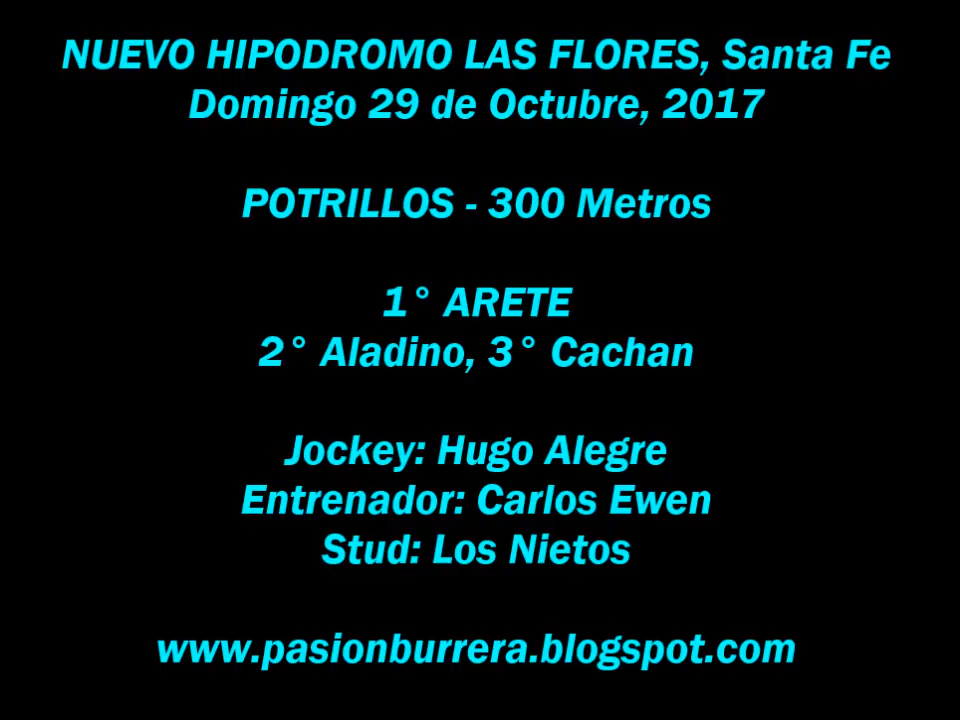 NUEVO HIPODROMO LAS FLORES, Santa Fe
Domingo 29 de Octubre, 2017
POTRILLOS - 300 Metros
1° ARETE
2° Aladino, 3° Cachan
Jockey: Hugo Alegre
Entrenador: Carlos Ewen
Stud: Los Nietos
www.pasionburrera.blogspot.com